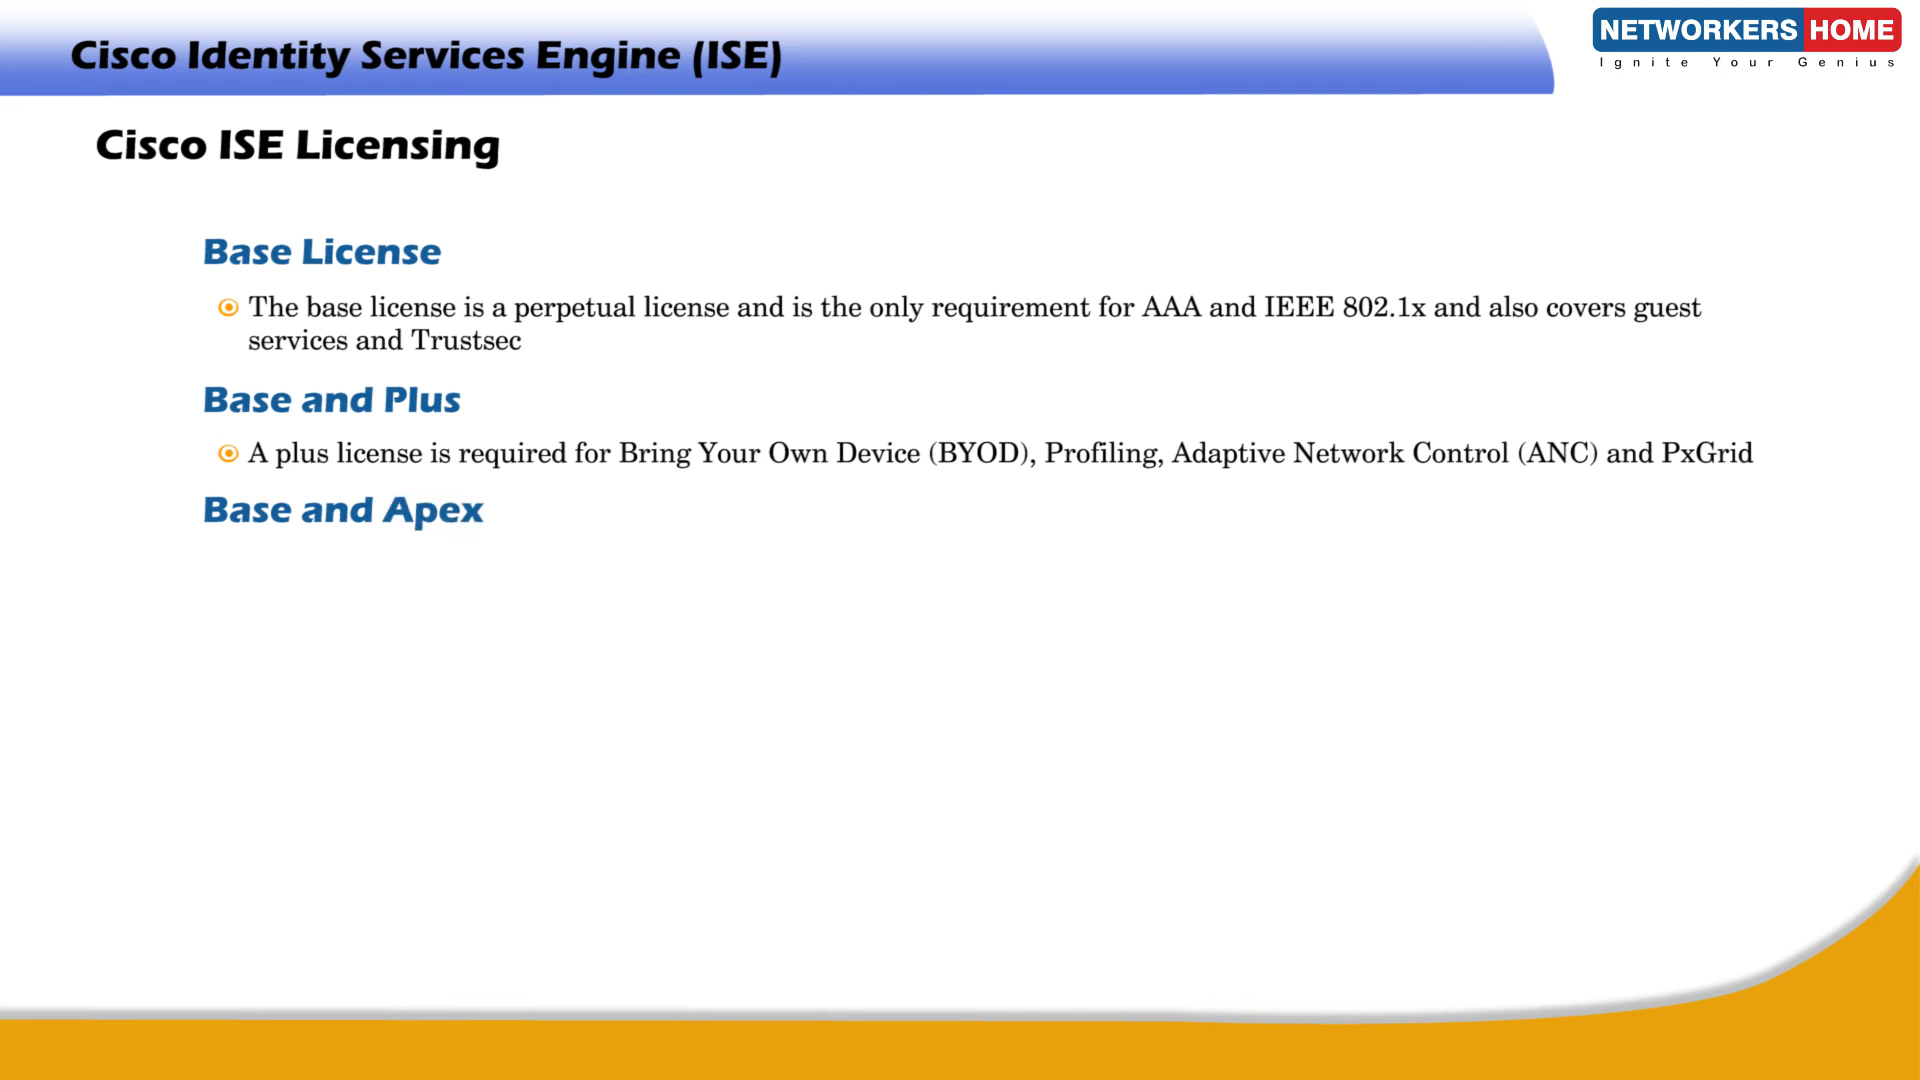 Cisco Identity Services Engine (ISE)
NETWORKERS HOME
Ignite Your Genius
Cisco ISE Licensing
Base License
The base license is a perpetual license and is the only requirement for AAA and IEEE 802.1x and also covers guest
services and Trustsec
Base and Plus
A plus license is required for Bring Your Own Device (BYOD), Profiling, Adaptive Network Control (ANC) and PxGrid
Base and Apex